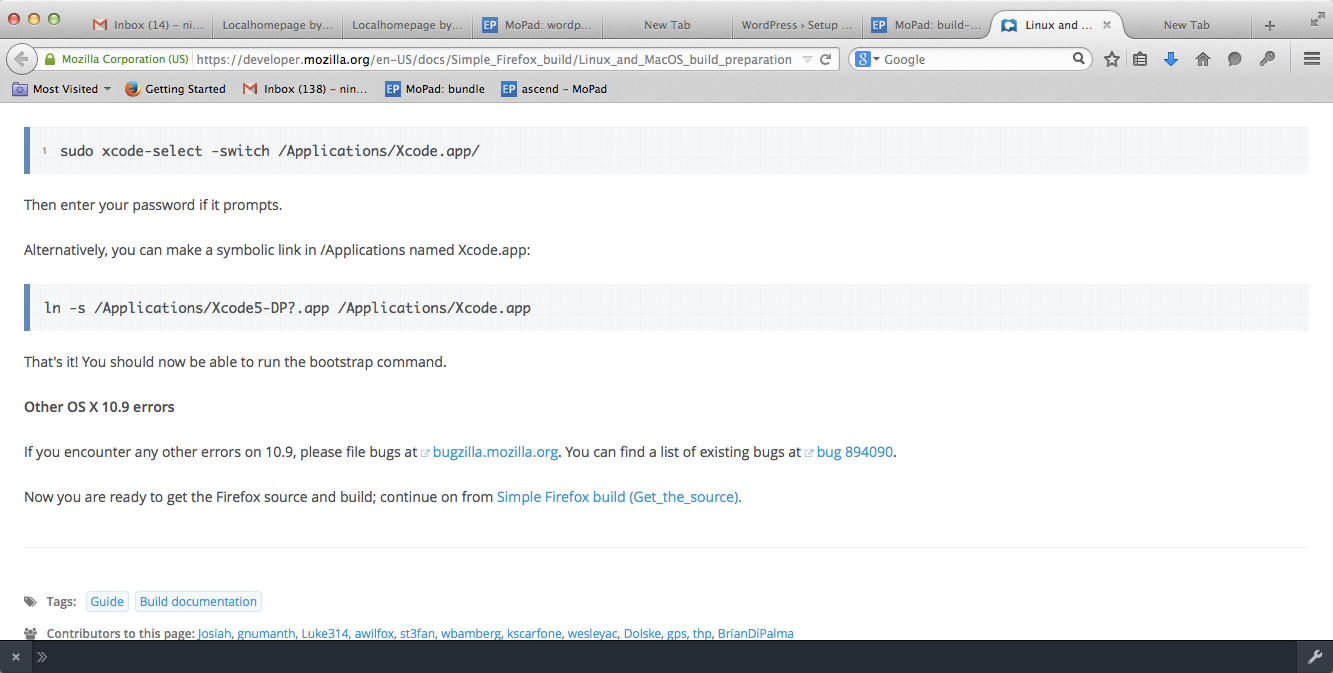 Inbox (14) – ni...
Localhomepage by...
Localhomepage by...
EP MoPad: wordp...
New Tab
WordPress › Setup ...
EP MoPad: build-...
Linux and ... ×
New Tab
+
Mozilla Corporation (US) https://developer.mozilla.org/en-US/docs/Simple_Firefox_build/Linux_and_MacOS_build_preparation
8 Google
Most Visited
Getting Started
Inbox (138) – nin...
EP MoPad: bundle
EP ascend – MoPad
1 sudo xcode-select -switch /Applications/Xcode.app/
Then enter your password if it prompts.
Alternatively, you can make a symbolic link in /Applications named Xcode.app:
ln -s /Applications/Xcode5-DP?.app /Applications/Xcode.app
That's it! You should now be able to run the bootstrap command.
Other OS X 10.9 errors
If you encounter any other errors on 10.9, please file bugs at bugzilla.mozilla.org. You can find a list of existing bugs at bug 894090.
Now you are ready to get the Firefox source and build; continue on from Simple Firefox build (Get_the_source).
Tags: Guide Build documentation
Contributors to this page: Josiah, gnumanth, Luke314, awilfox, st3fan, wbamberg, kscarfone, wesleyac, Dolske, gps, thp, BrianDiPalma
× »